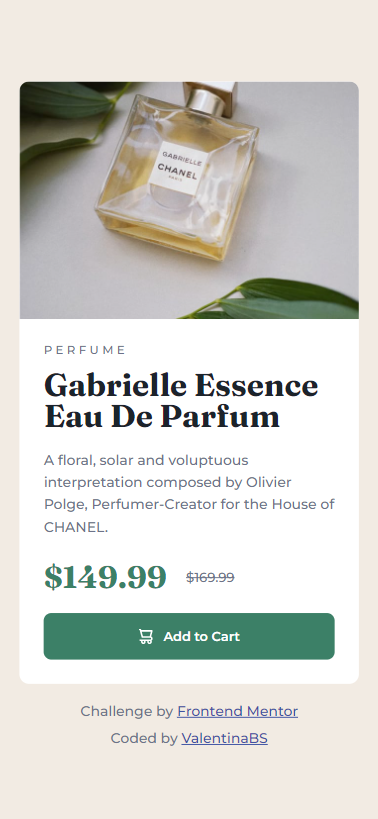 GABRIELLE
CHANEL
PARIS
PERFUME
Gabrielle Essence
Eau De Parfum
A floral, solar and voluptuous
interpretation composed by Olivier
Polge, Perfumer-Creator for the House of
CHANEL.
$149.99 $169.99
Add to Cart
Challenge by Frontend Mentor
Coded by ValentinaBS